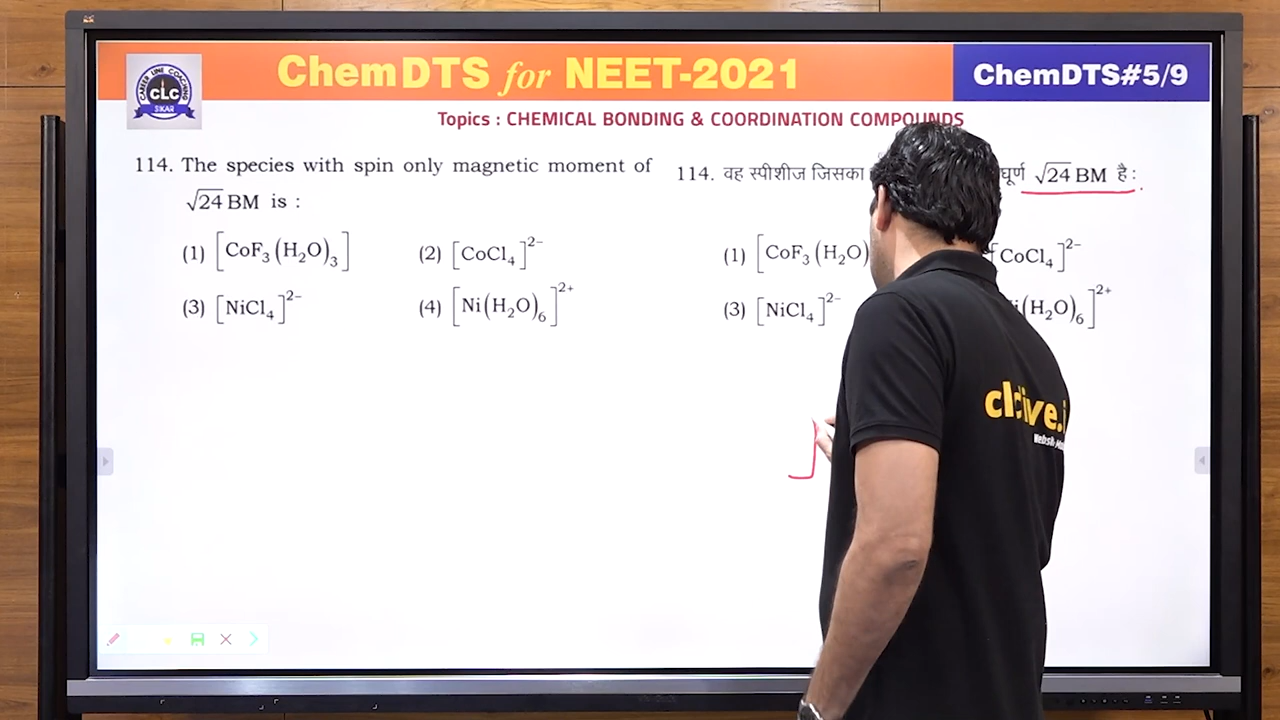 ChemDTS for NEET-2021
ChemDTS#5/9
CAREER LINE COACHING
CLC
SIKAR
Topics : CHEMICAL BONDING & COORDINATION COMPOUNDS
114. The species with spin only magnetic moment of
√24 BM is :
(1) [CoF₃(H₂O)₃]
(2) [CoCl₄]²⁻
(3) [NiCl₄]²⁻
(4) [Ni(H₂O)₆]²⁺
114. वह स्पीशीज जिसका √24 BM है :
(1) [CoF₃(H₂O)
[CoCl₄]²⁻
(3) [NiCl₄]²⁻
(H₂O)₆]²⁺